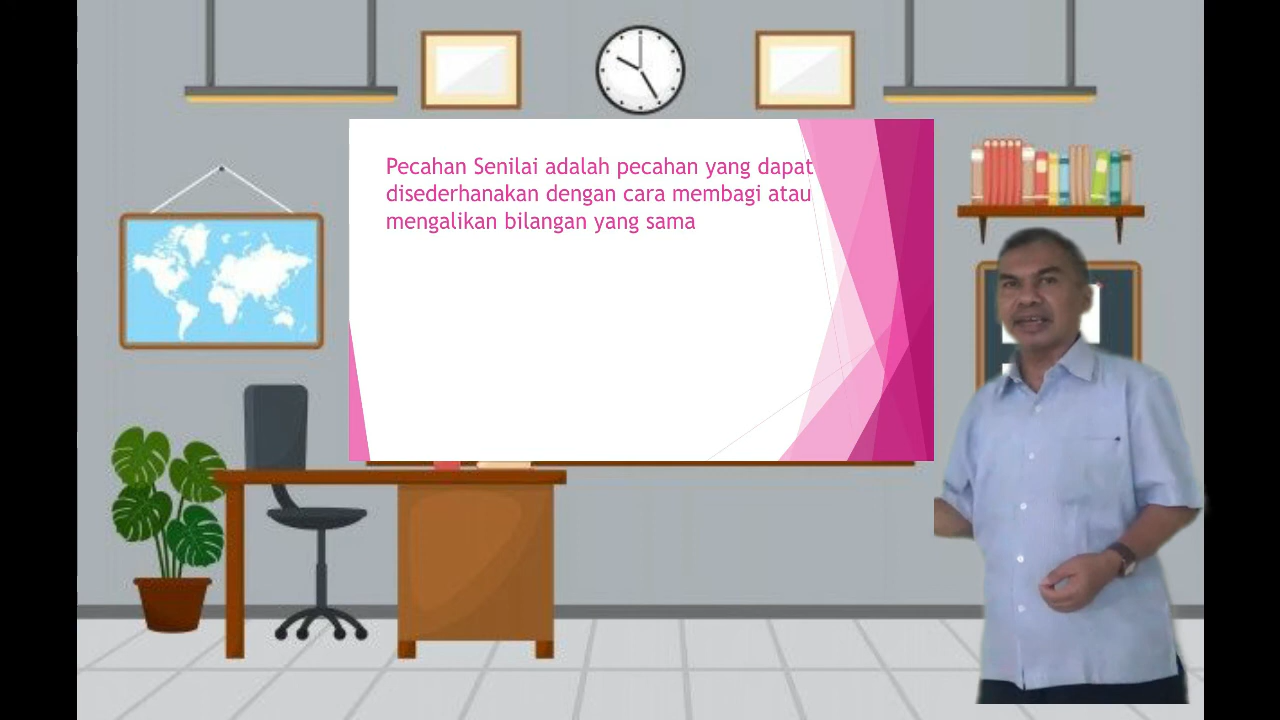 Pecahan Senilai adalah pecahan yang dapat
disederhanakan dengan cara membagi atau
mengalikan bilangan yang sama